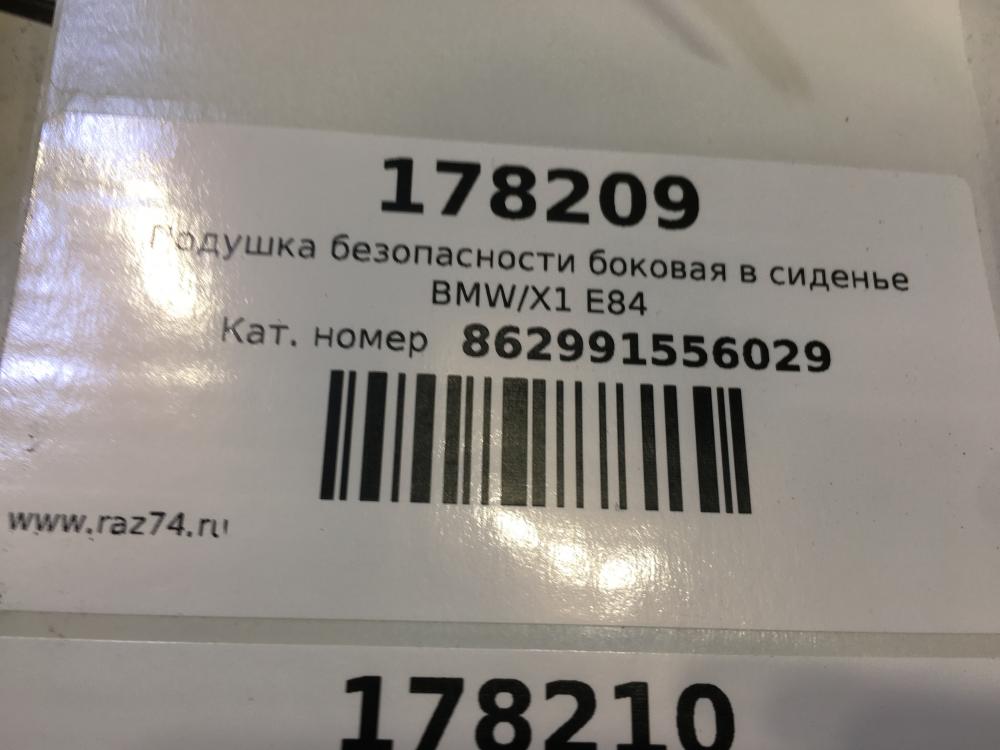 178209
Подушка безопасности боковая в сиденье
BMW/X1 E84
Кат. номер 862991556029
www.raz74.ru
178210